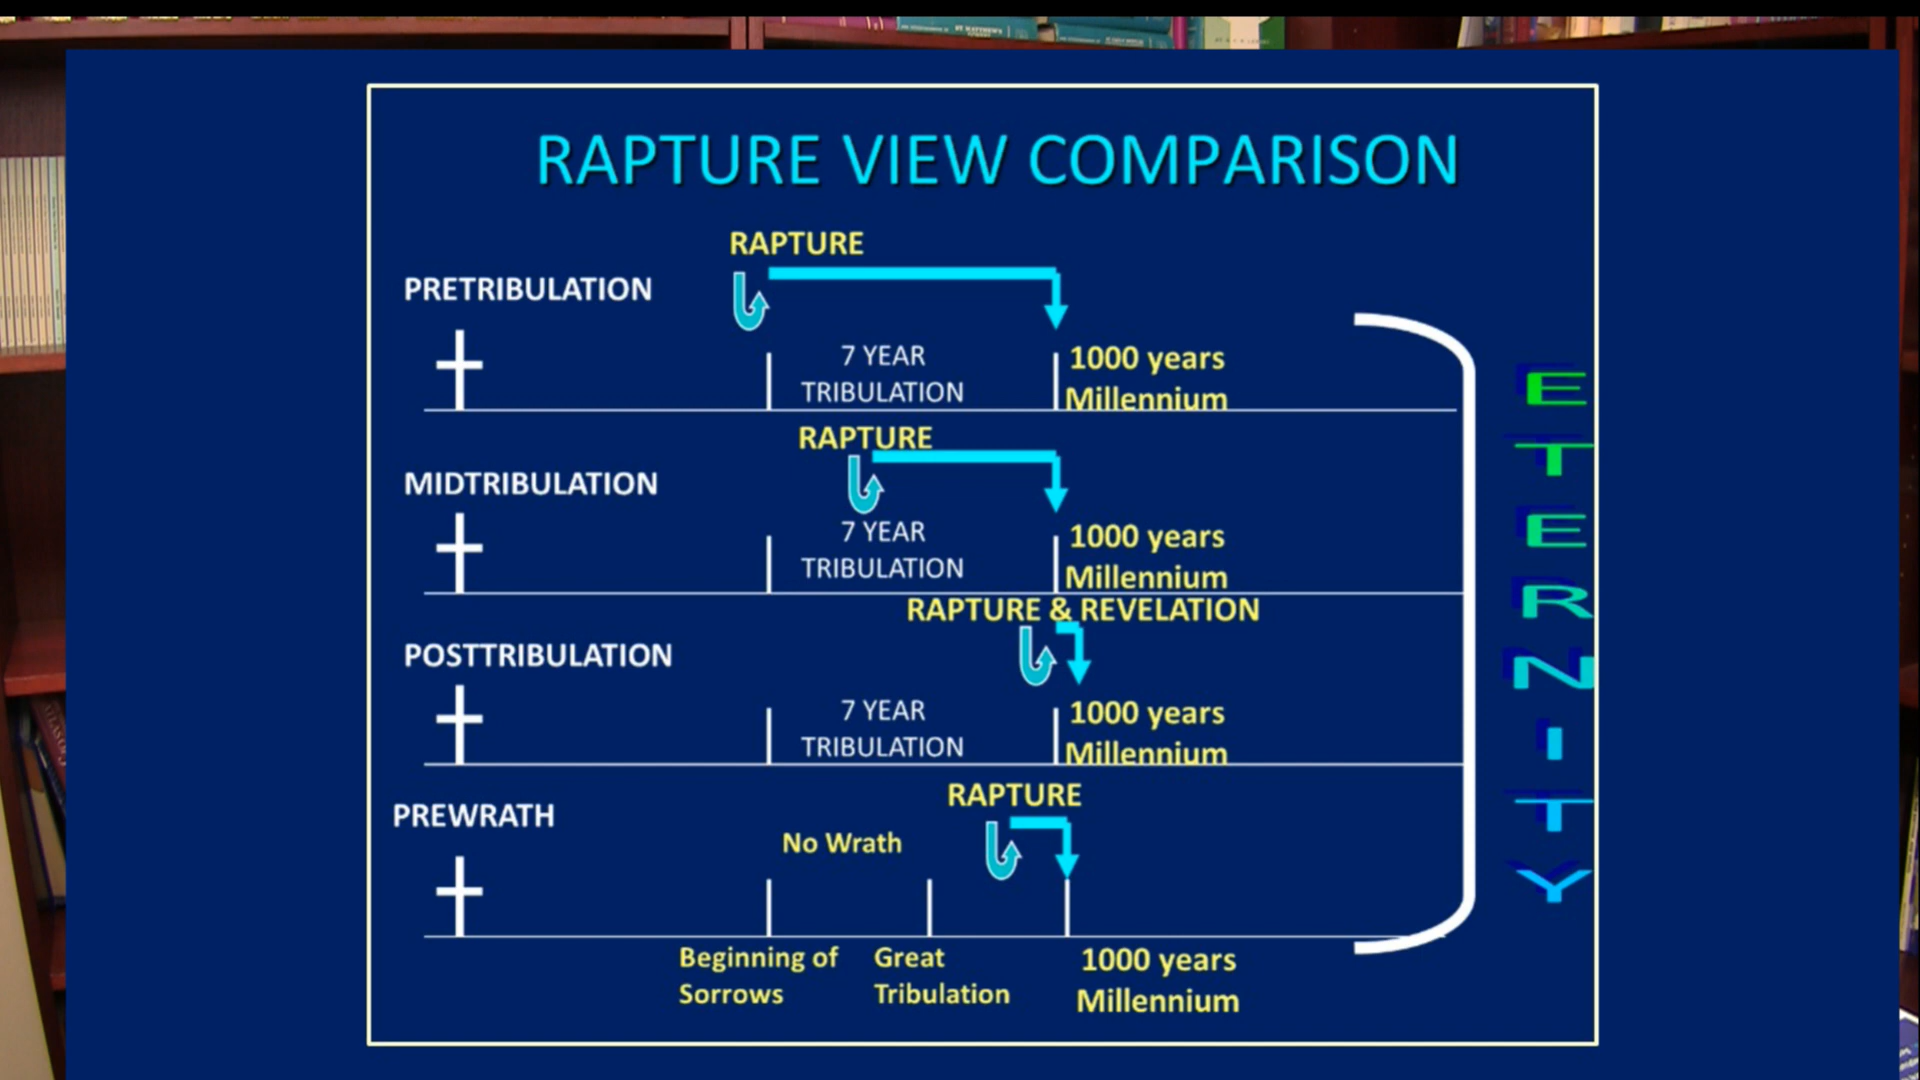 ST MATTHEW'S
RAPTURE VIEW COMPARISON
RAPTURE
PRETRIBULATION
7 YEAR
TRIBULATION
1000 years
Millennium
RAPTURE
MIDTRIBULATION
7 YEAR
TRIBULATION
1000 years
Millennium
RAPTURE & REVELATION
POSTTRIBULATION
7 YEAR
TRIBULATION
1000 years
Millennium
RAPTURE
PREWRATH
No Wrath
Beginning of
Sorrows
Great
Tribulation
1000 years
Millennium
ETERNITY